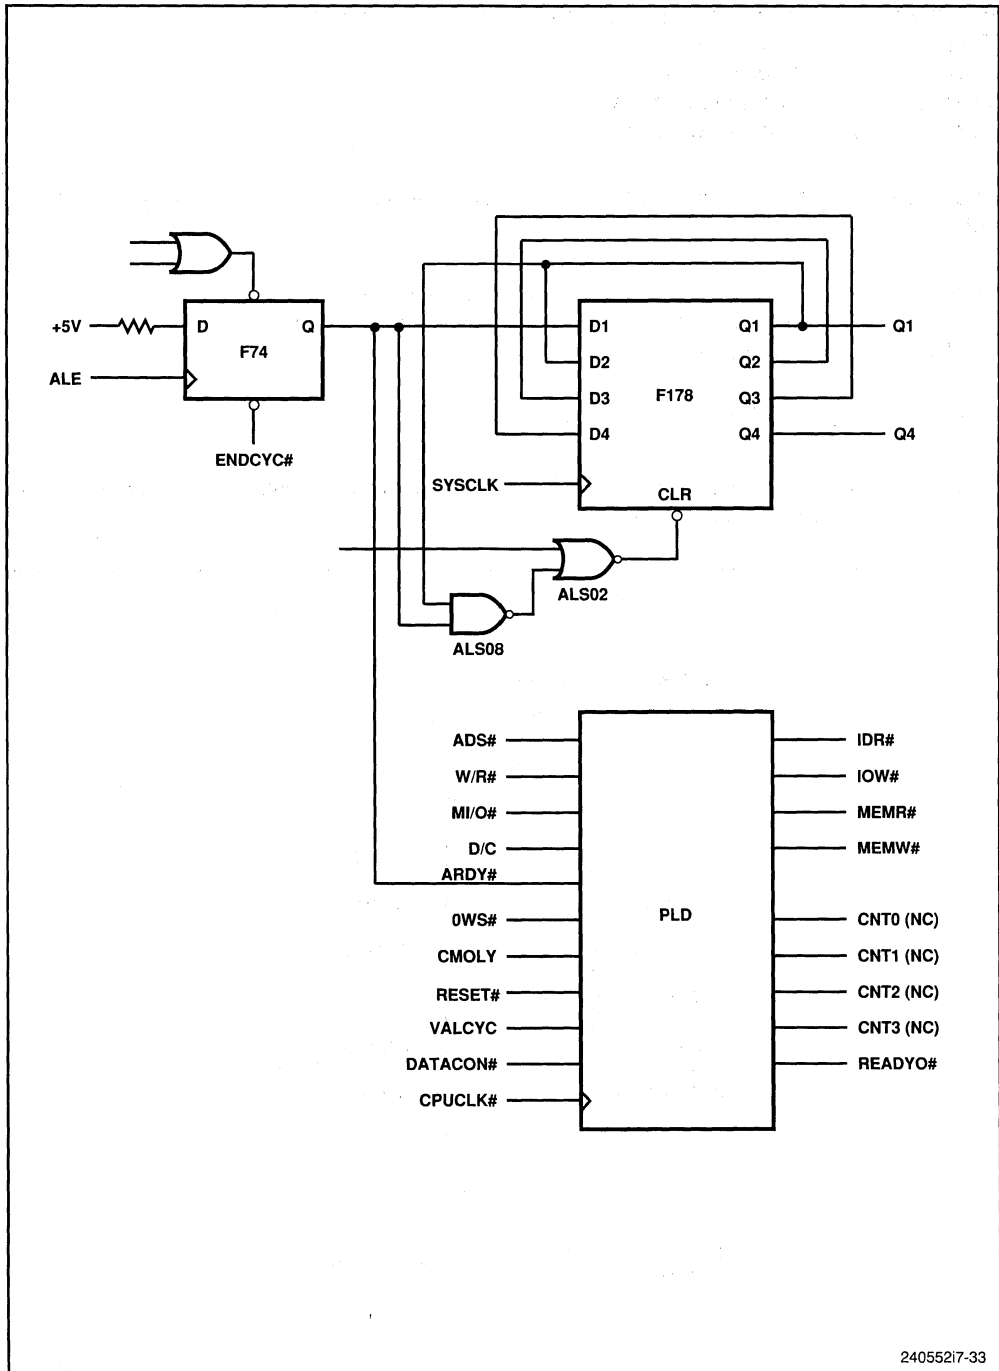 +5V
D
Q
F74
ALE
ENDCYC#
D1
D2
D3
D4
F178
Q1
Q2
Q3
Q4
Q1
Q4
SYSCLK
CLR
ALS02
ALS08
ADS#
W/R#
MI/O#
D/C
ARDY#
0WS#
CMOLY
RESET#
VALCYC
DATACON#
CPUCLK#
PLD
IDR#
IOW#
MEMR#
MEMW#
CNT0 (NC)
CNT1 (NC)
CNT2 (NC)
CNT3 (NC)
READYO#
240552i7-33